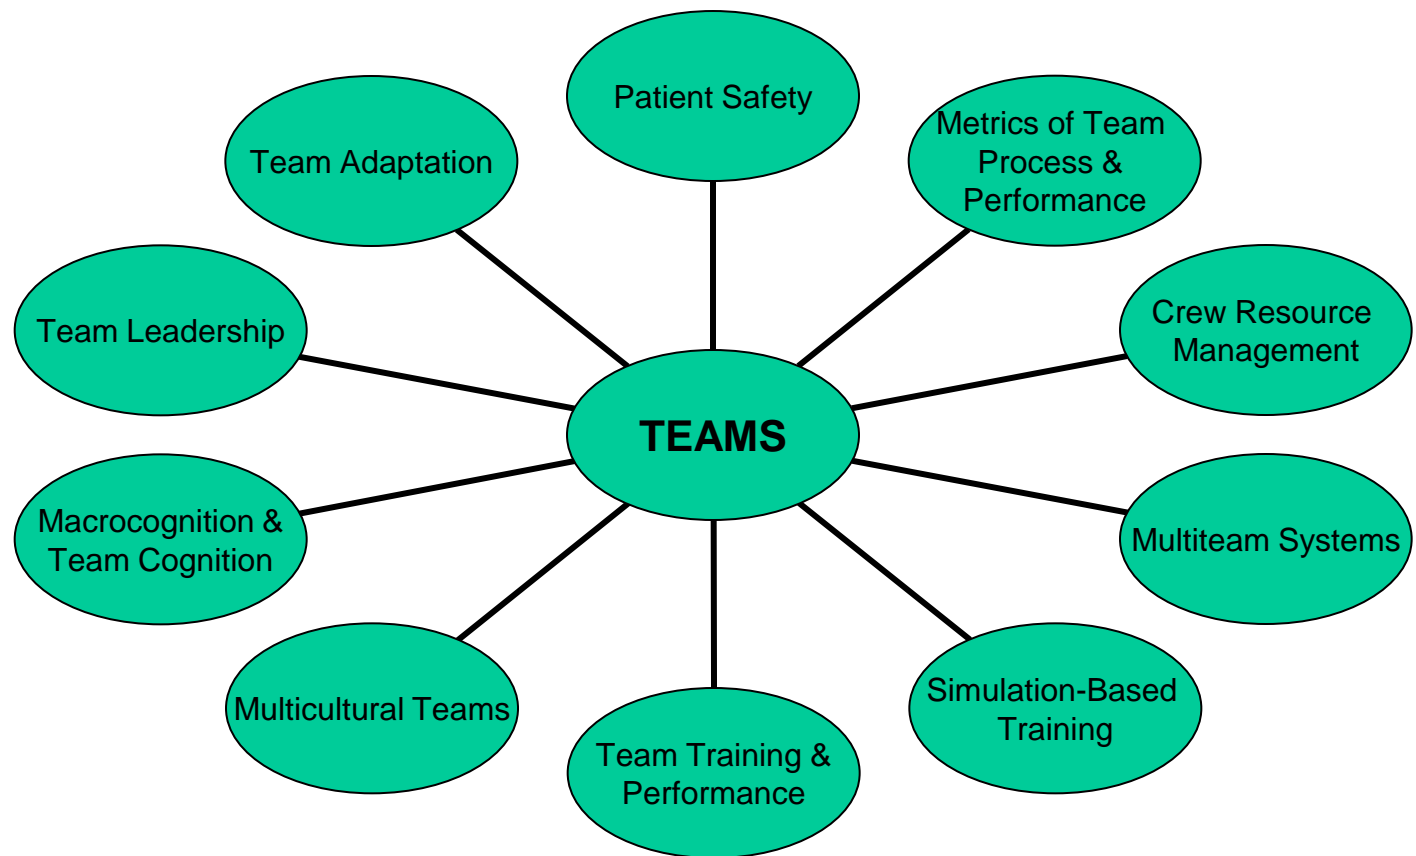 Patient Safety
Metrics of Team
Process &
Performance
Team Adaptation
Crew Resource
Management
Team Leadership
TEAMS
Macrocognition &
Team Cognition
Multiteam Systems
Multicultural Teams
Simulation-Based
Training
Team Training &
Performance